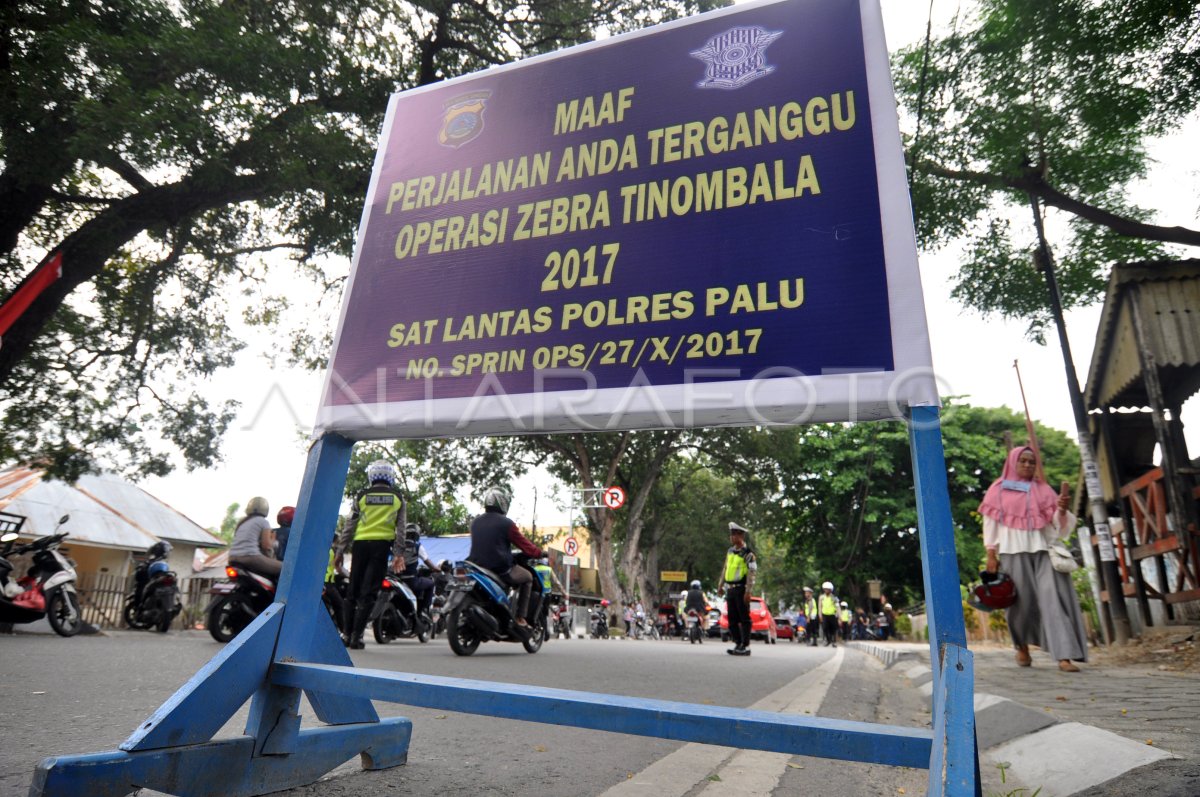 MAAF
PERJALANAN ANDA TERGANGGU
OPERASI ZEBRA TINOMBALA
2017
SAT LANTAS POLRES PALU
NO. SPRIN OPS/27/X/2017
ANTARAFOTO
POLISI
P
P